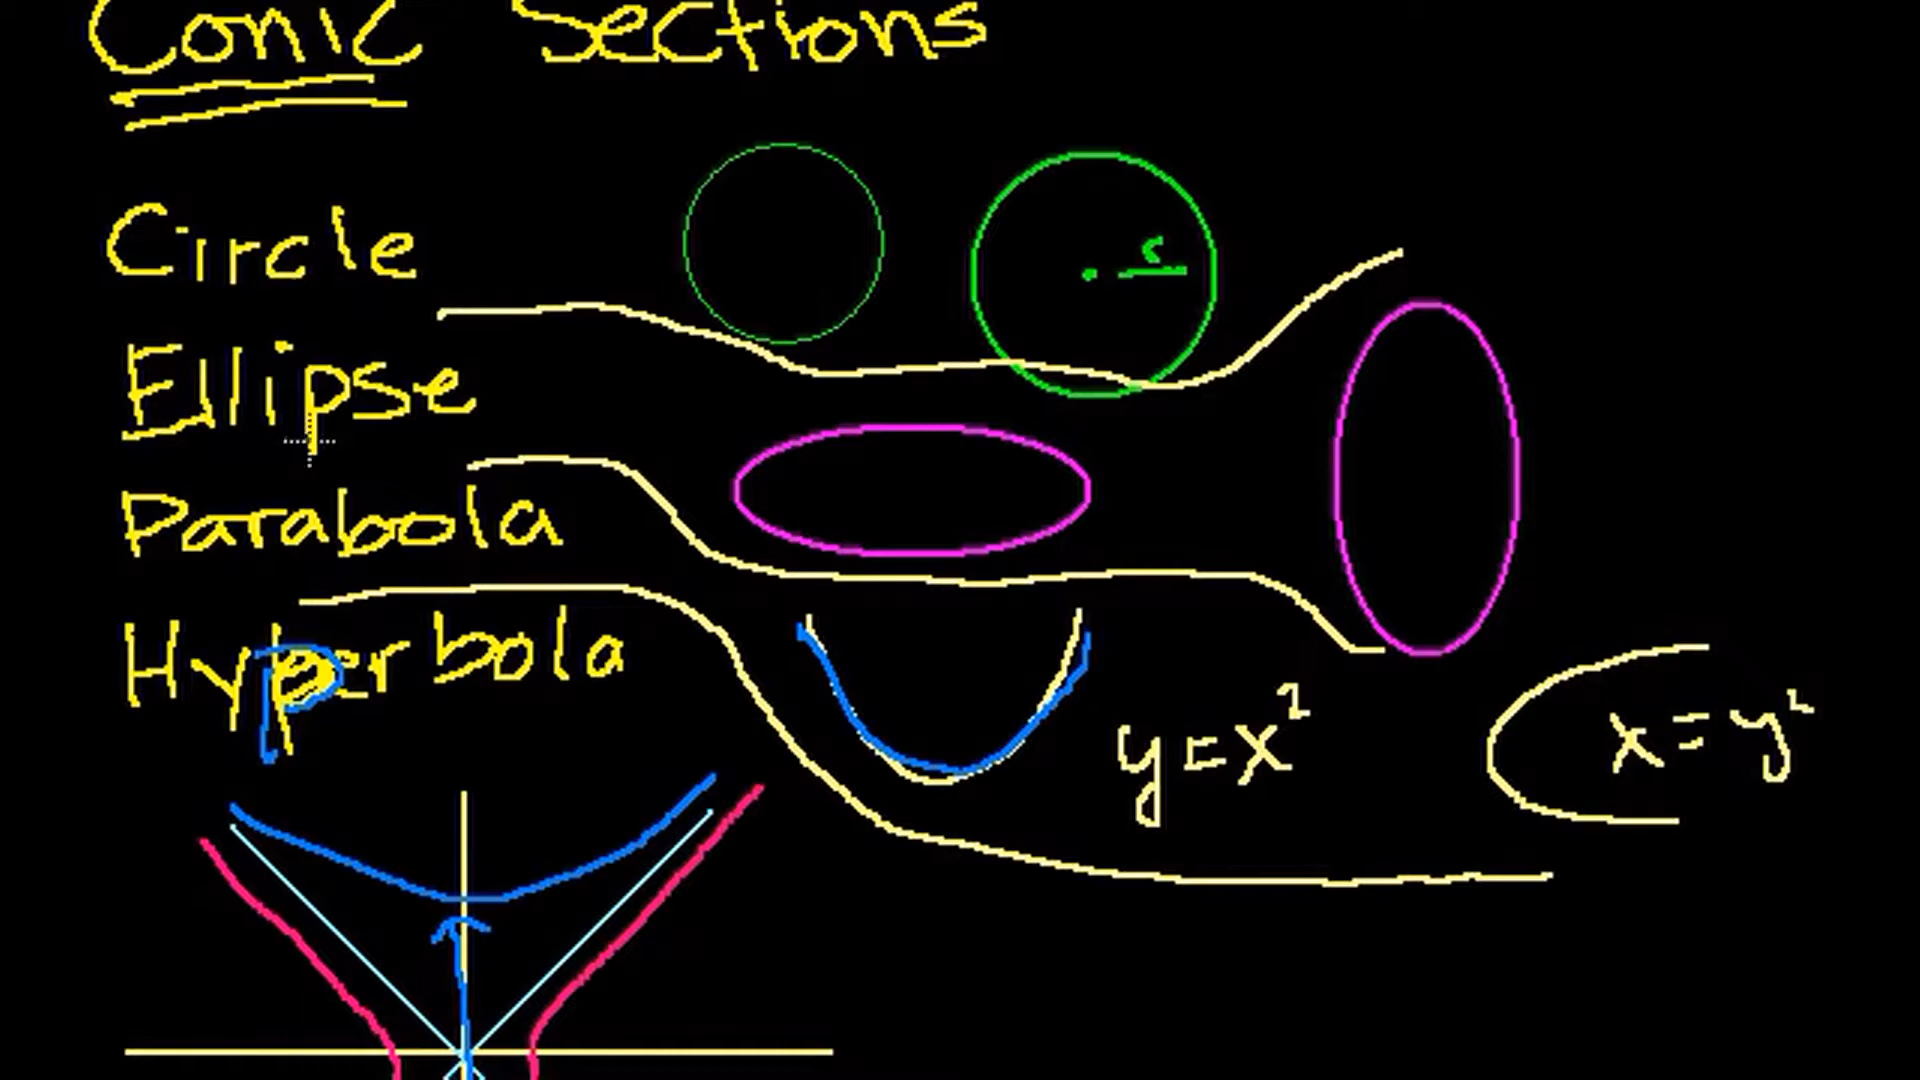 Conic Sections
Circle
Ellipse
Parabola
Hyperbola
y=x²
x=y²